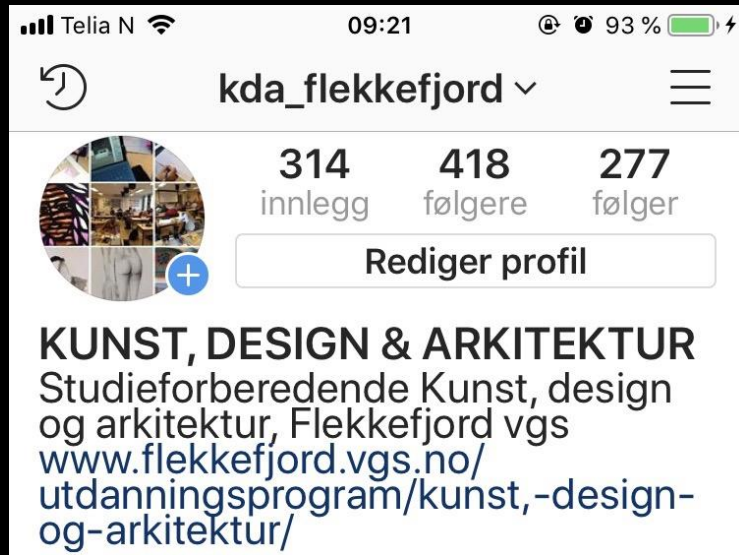 Telia N 09:21 93 %
kda_flekkefjord
314 418 277
innlegg følgere følger
Rediger profil
KUNST, DESIGN & ARKITEKTUR
Studieforberedende Kunst, design
og arkitektur, Flekkefjord vgs
www.flekkefjord.vgs.no/
utdanningsprogram/kunst,-design-
og-arkitektur/